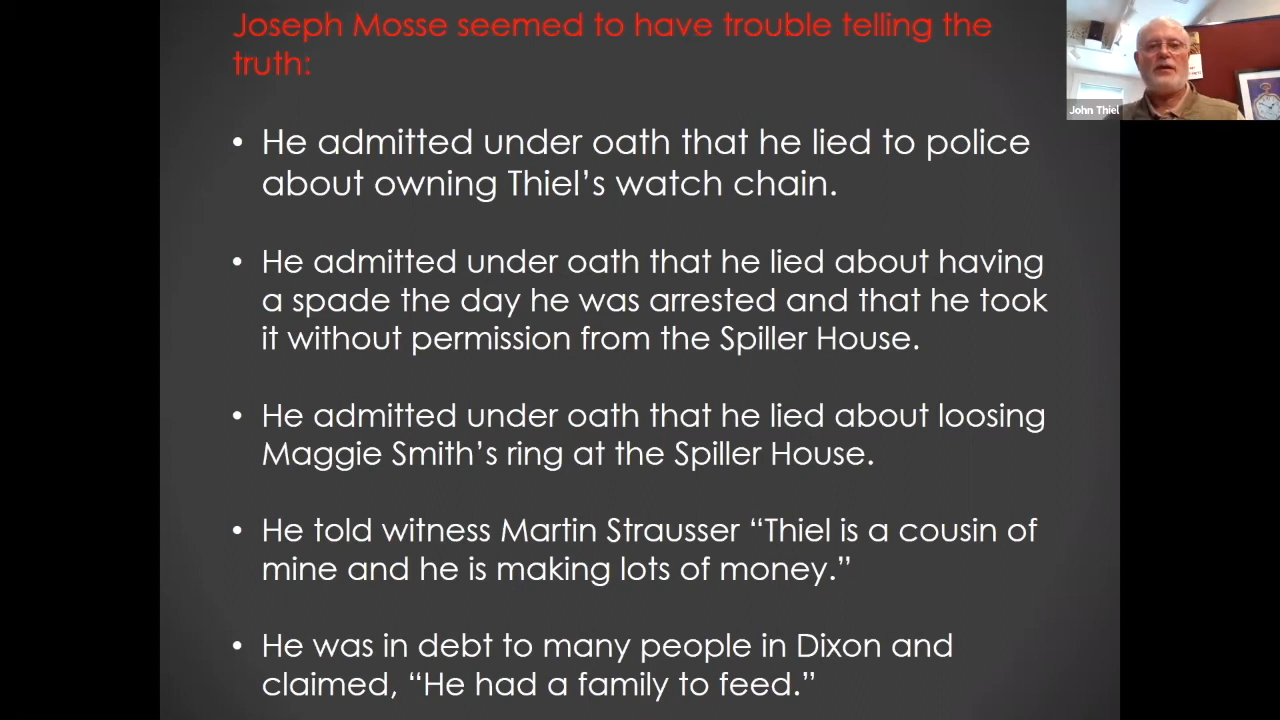 Joseph Mosse seemed to have trouble telling the
truth:
• He admitted under oath that he lied to police
about owning Thiel’s watch chain.
• He admitted under oath that he lied about having
a spade the day he was arrested and that he took
it without permission from the Spiller House.
• He admitted under oath that he lied about loosing
Maggie Smith’s ring at the Spiller House.
• He told witness Martin Strausser “Thiel is a cousin of
mine and he is making lots of money.”
• He was in debt to many people in Dixon and
claimed, “He had a family to feed.”
John Thiel